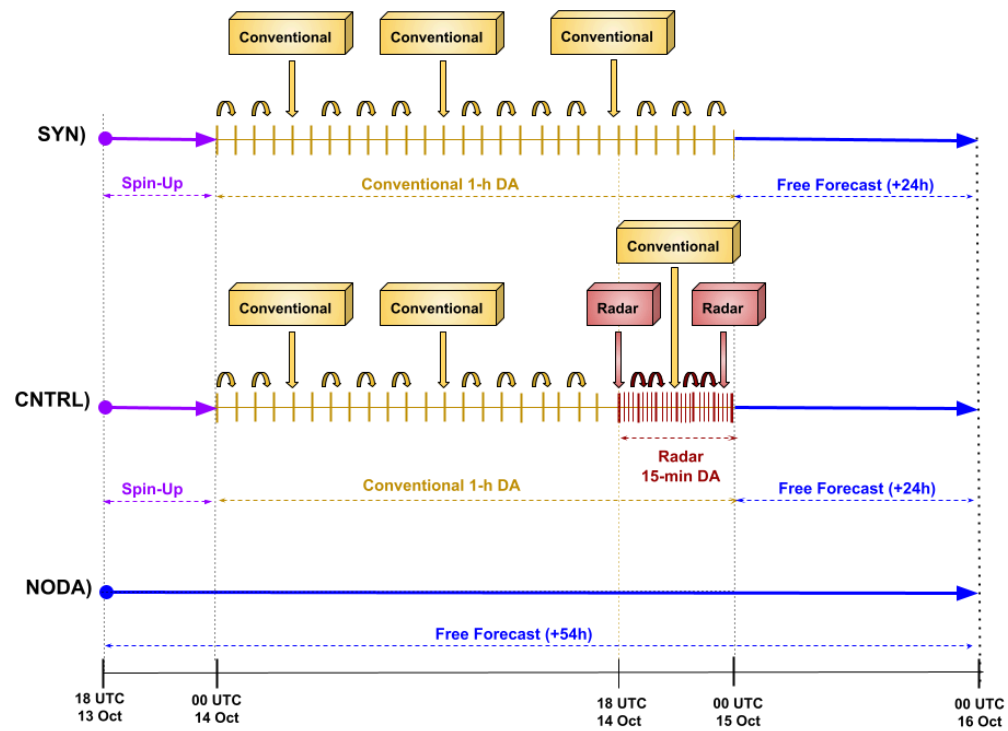 Conventional
Conventional
Conventional
SYN)
Spin-Up
Conventional 1-h DA
Free Forecast (+24h)
Conventional
Conventional
Conventional
Radar
Radar
CNTRL)
Radar
15-min DA
Spin-Up
Conventional 1-h DA
Free Forecast (+24h)
NODA)
Free Forecast (+54h)
18 UTC
13 Oct
00 UTC
14 Oct
18 UTC
14 Oct
00 UTC
15 Oct
00 UTC
16 Oct